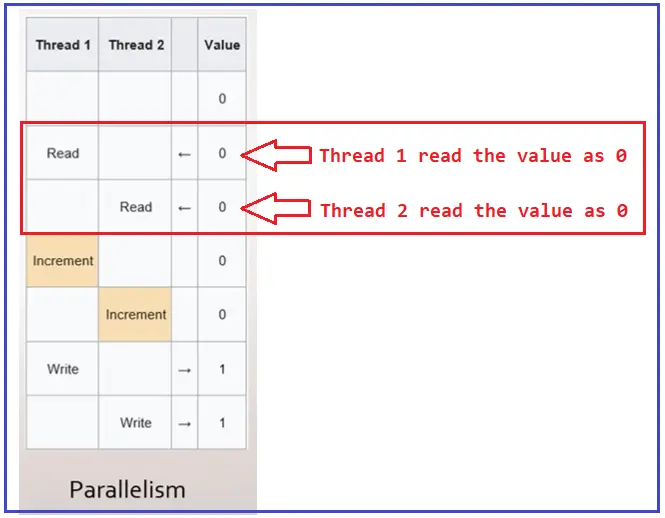 Thread 1 Thread 2 Value
0
Read ← 0 Thread 1 read the value as 0
Read ← 0 Thread 2 read the value as 0
Increment 0
Increment 0
Write → 1
Write → 1
Parallelism